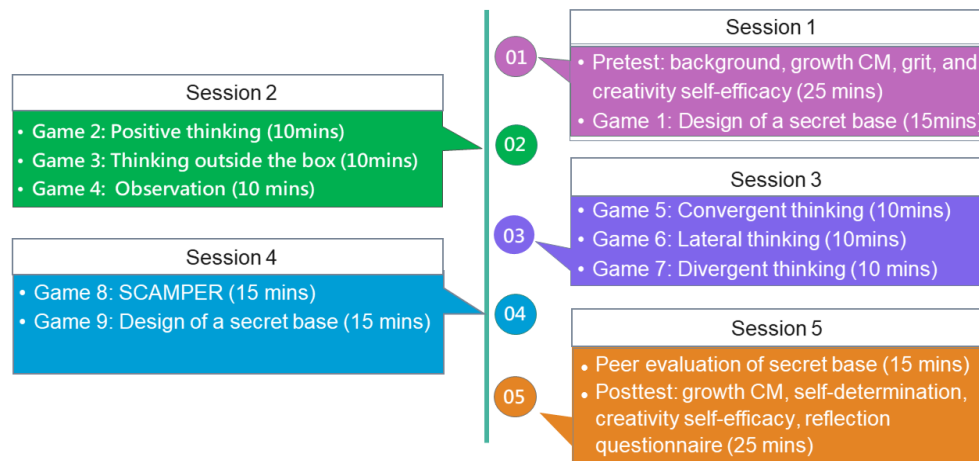 Session 1
01
• Pretest: background, growth CM, grit, and
creativity self-efficacy (25 mins)
• Game 1: Design of a secret base (15mins)
Session 2
• Game 2: Positive thinking (10mins)
• Game 3: Thinking outside the box (10mins)
• Game 4: Observation (10 mins)
02
Session 3
03
• Game 5: Convergent thinking (10mins)
• Game 6: Lateral thinking (10mins)
• Game 7: Divergent thinking (10 mins)
Session 4
• Game 8: SCAMPER (15 mins)
• Game 9: Design of a secret base (15 mins)
04
Session 5
05
• Peer evaluation of secret base (15 mins)
• Posttest: growth CM, self-determination,
creativity self-efficacy, reflection
questionnaire (25 mins)